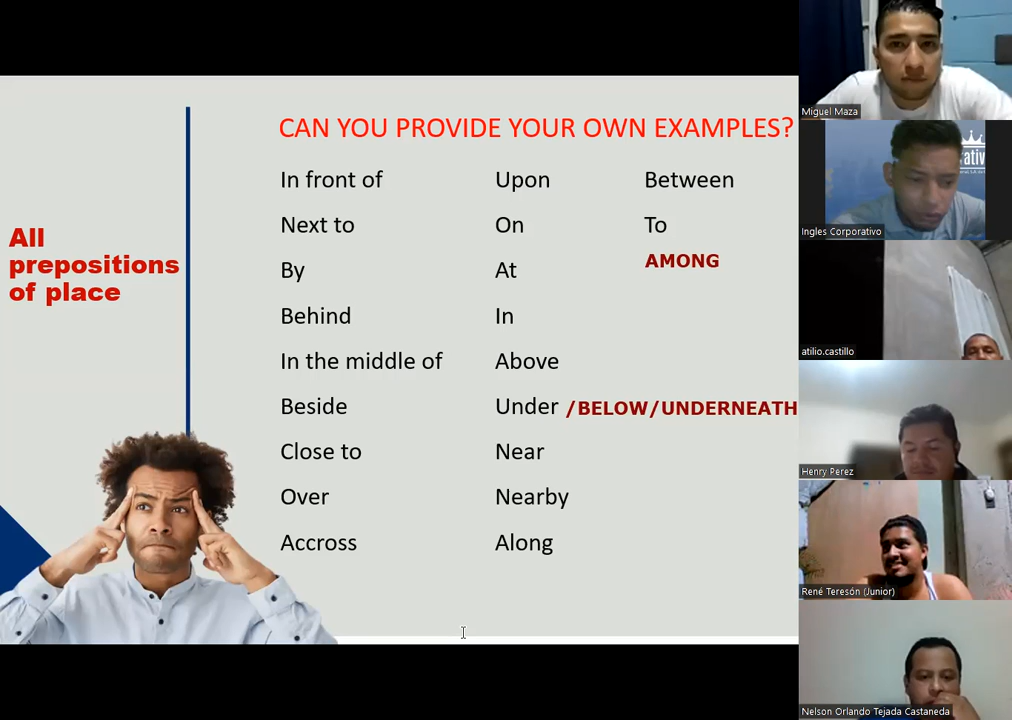 CAN YOU PROVIDE YOUR OWN EXAMPLES?
All
prepositions
of place
In front of
Next to
By
Behind
In the middle of
Beside
Close to
Over
Accross
Upon
On
At
In
Above
Under /BELOW/UNDERNEATH
Near
Nearby
Along
Between
To
AMONG
Miguel Maza
Ingles Corporativo
atilio.castillo
Henry Perez
René Teresón (Junior)
Nelson Orlando Tejada Castaneda